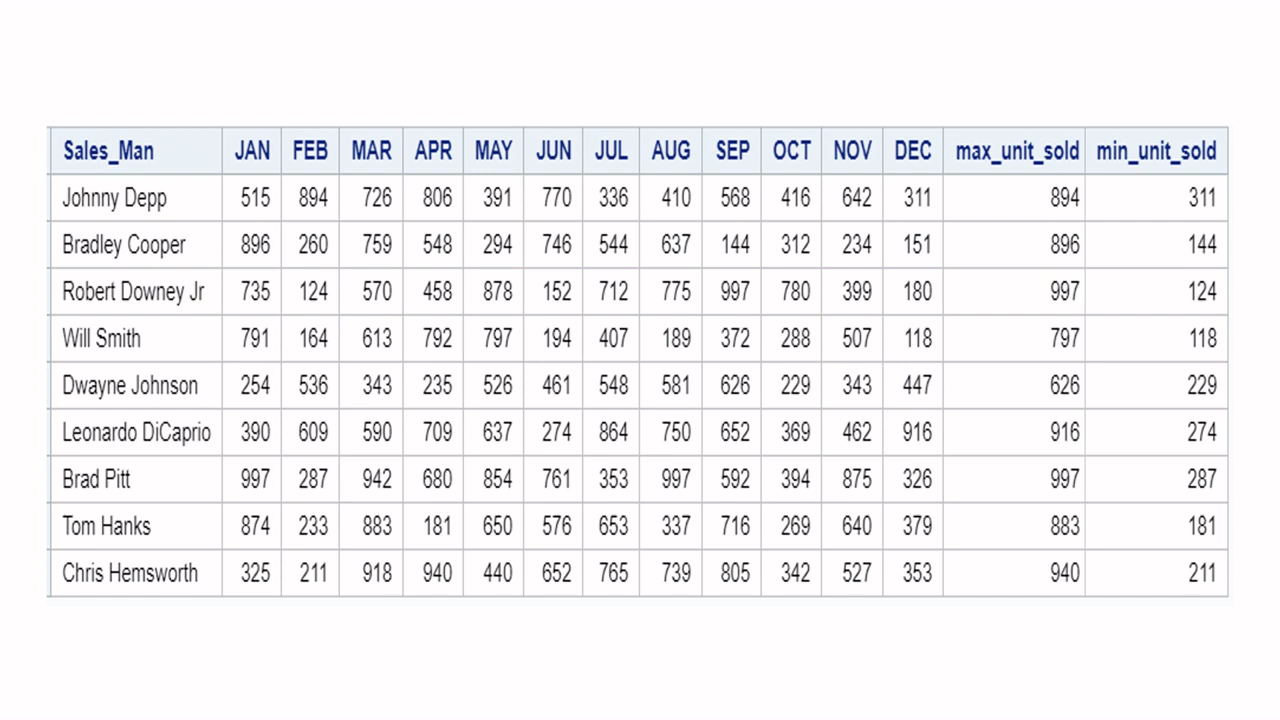 Sales_Man JAN FEB MAR APR MAY JUN JUL AUG SEP OCT NOV DEC max_unit_sold min_unit_sold
Johnny Depp 515 894 726 806 391 770 336 410 568 416 642 311 894 311
Bradley Cooper 896 260 759 548 294 746 544 637 144 312 234 151 896 144
Robert Downey Jr 735 124 570 458 878 152 712 775 997 780 399 180 997 124
Will Smith 791 164 613 792 797 194 407 189 372 288 507 118 797 118
Dwayne Johnson 254 536 343 235 526 461 548 581 626 229 343 447 626 229
Leonardo DiCaprio 390 609 590 709 637 274 864 750 652 369 462 916 916 274
Brad Pitt 997 287 942 680 854 761 353 997 592 394 875 326 997 287
Tom Hanks 874 233 883 181 650 576 653 337 716 269 640 379 883 181
Chris Hemsworth 325 211 918 940 440 652 765 739 805 342 527 353 940 211